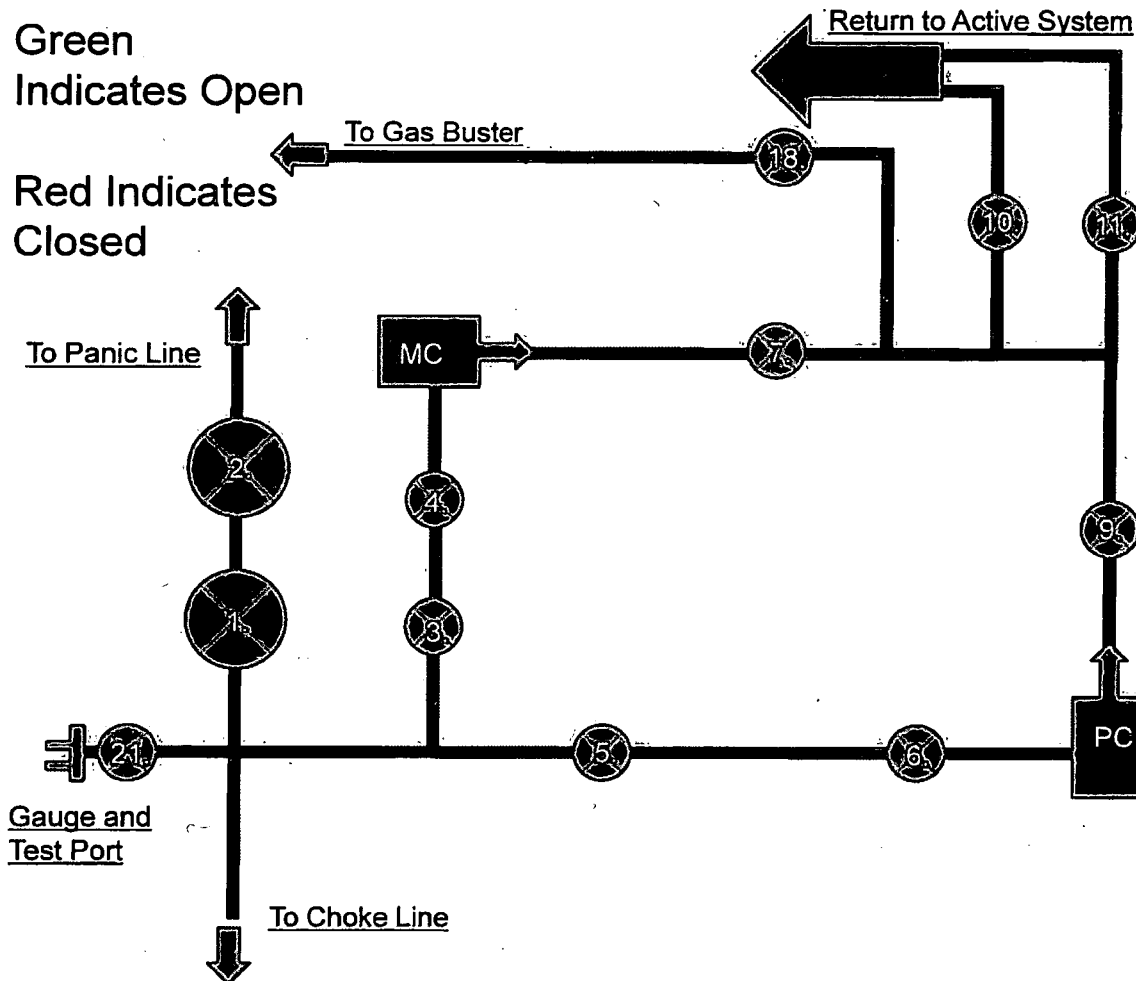 Green
Indicates Open
Red Indicates
Closed
Return to Active System
To Gas Buster
18.
10.
11.
To Panic Line
MC
7.
2.
4.
9.
1.
3.
21.
5.
6.
PC
Gauge and
Test Port
To Choke Line